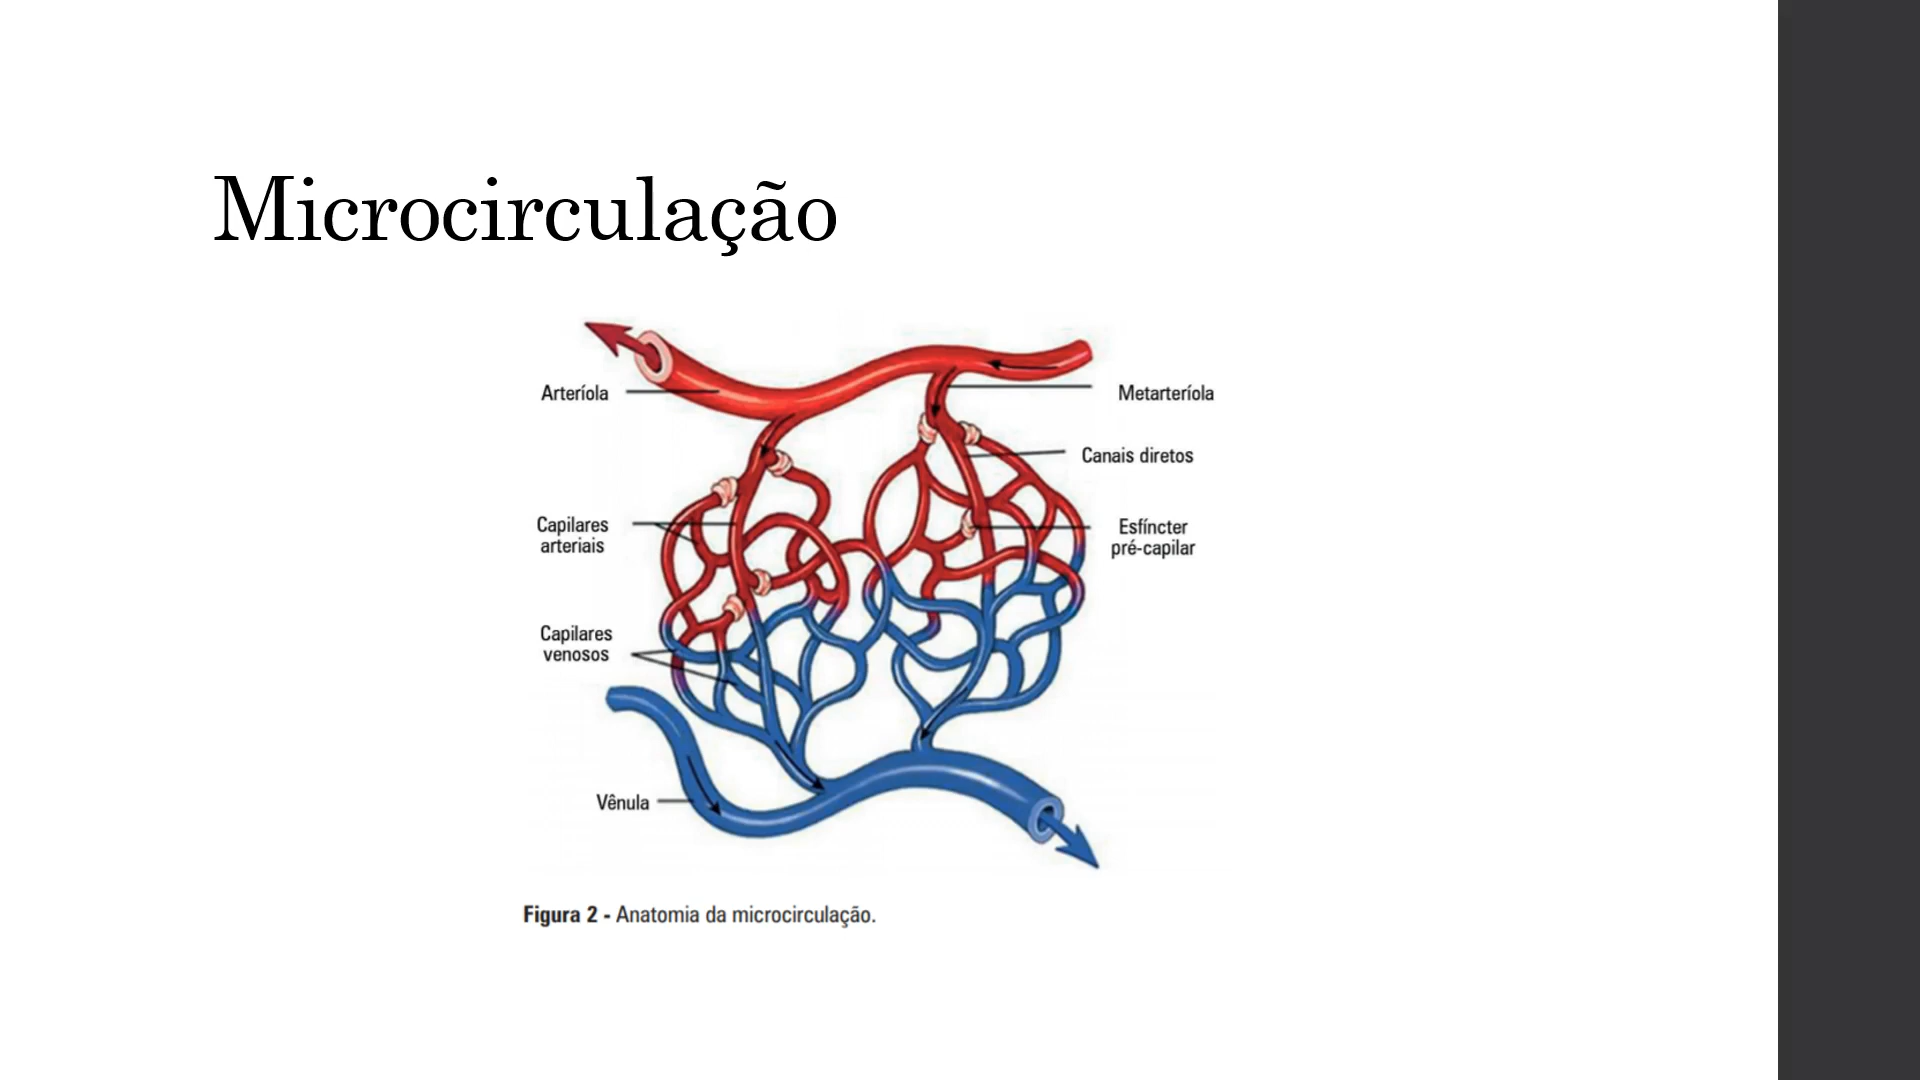 Microcirculação
Arteríola
Metarteríola
Canais diretos
Capilares
arteriais
Esfíncter
pré-capilar
Capilares
venosos
Vênula
Figura 2 - Anatomia da microcirculação.